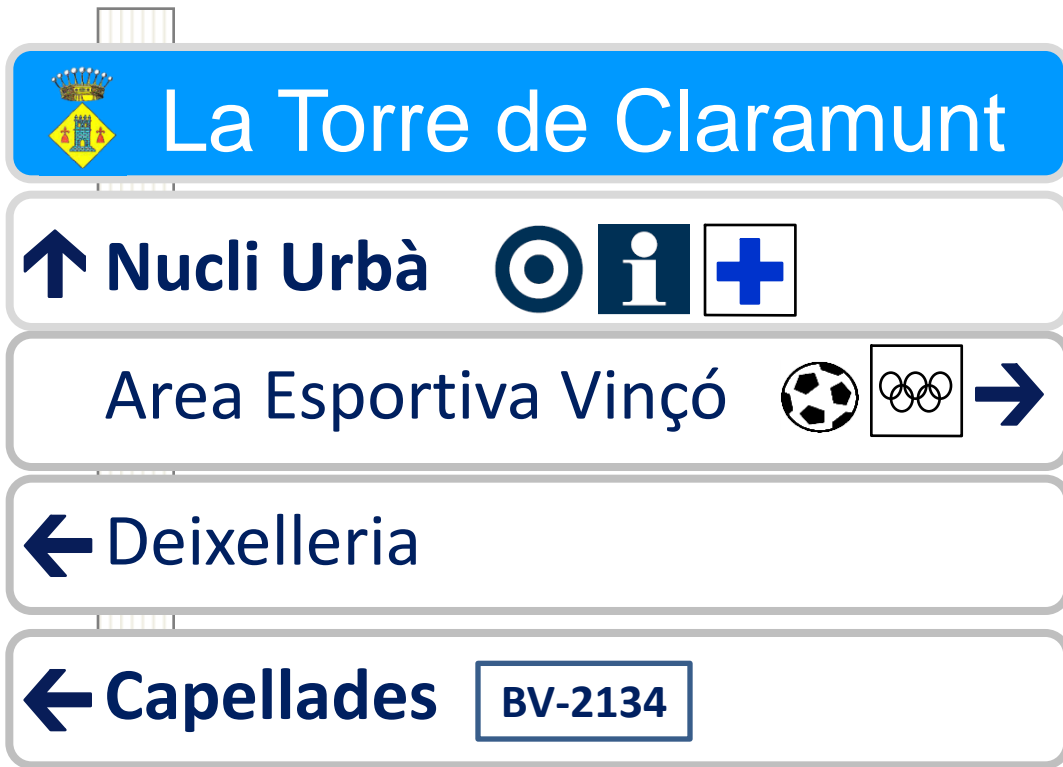 La Torre de Claramunt
Nucli Urbà i
Area Esportiva Vinçó
Deixelleria
Capellades BV-2134